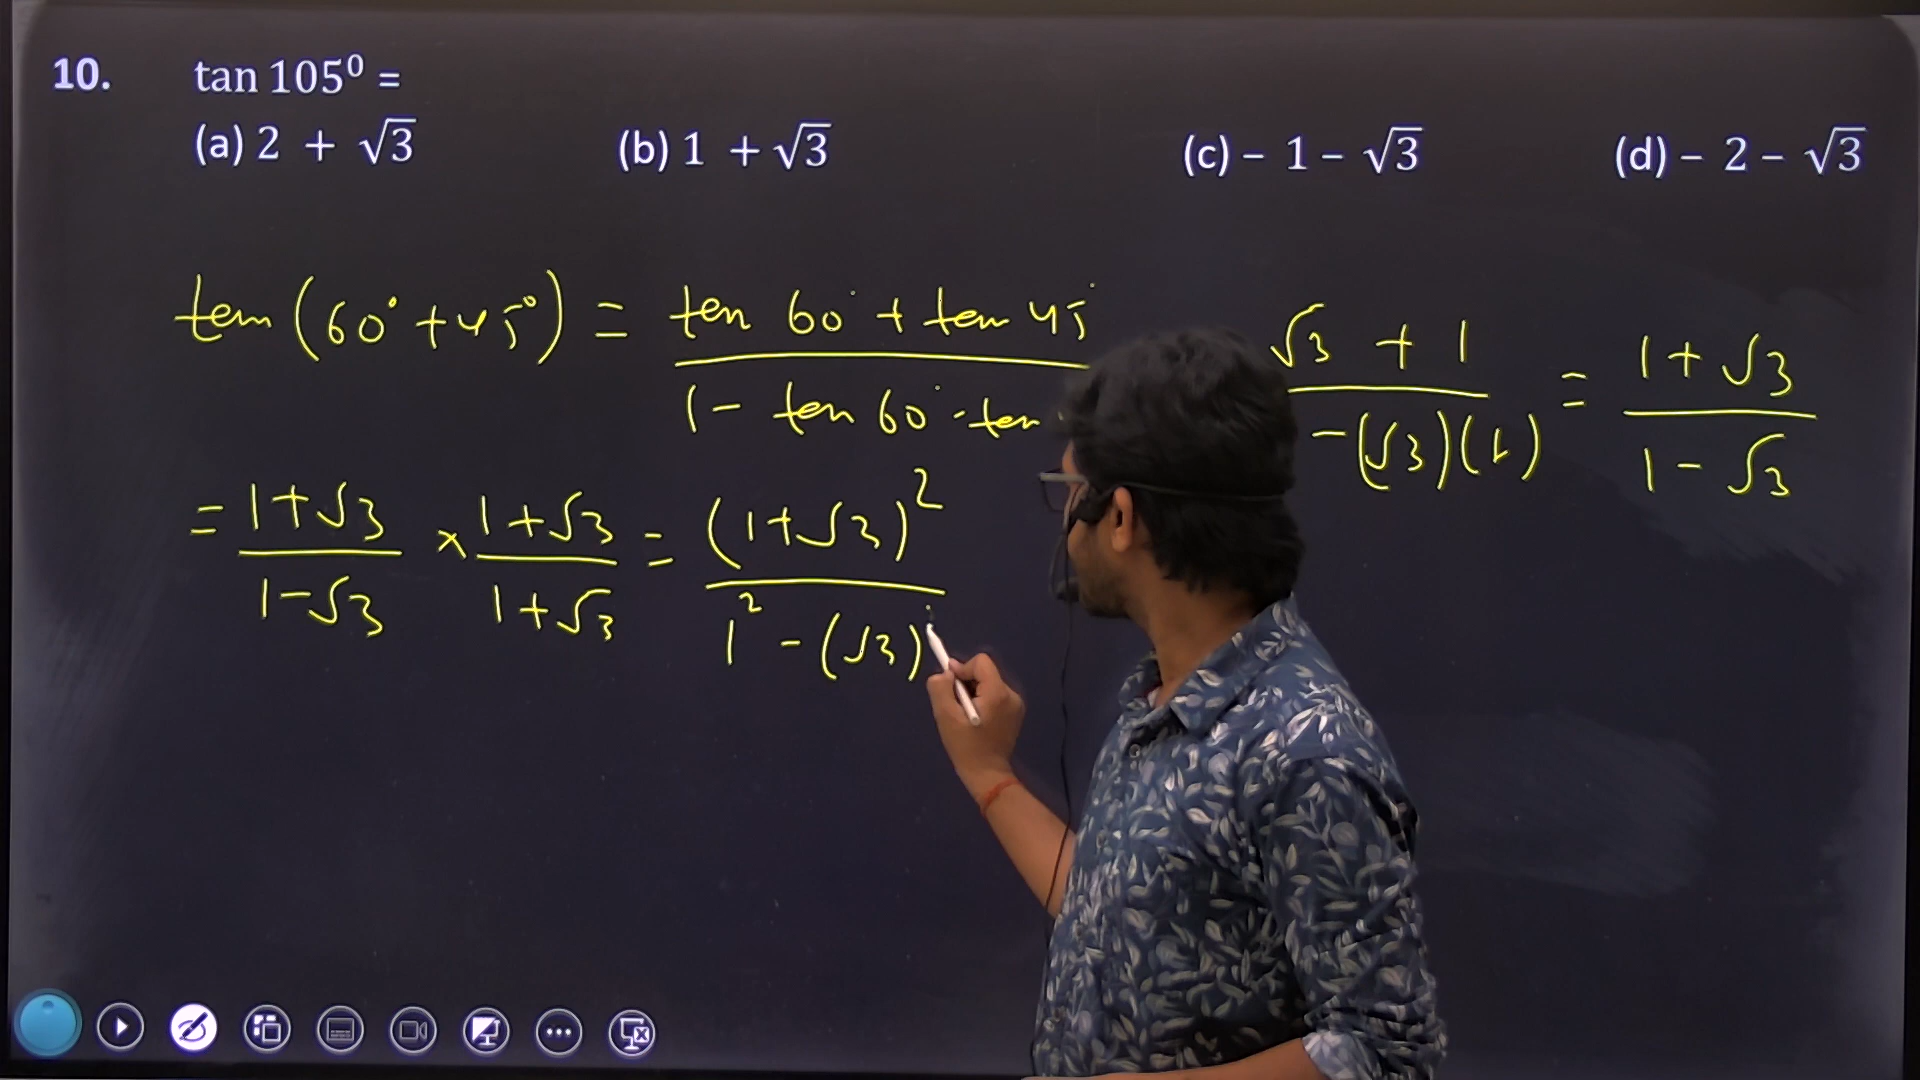 10. tan 105⁰ =
(a) 2 + √3 (b) 1 + √3 (c) – 1 – √3 (d) – 2 – √3
tan (60° + 45°) = (tan 60° + tan 45°) / (1 - tan 60° · tan (√3 + 1) / (-(√3)(1)) = (1 + √3) / (1 - √3)
= (1+√3) / (1-√3) × (1+√3) / (1+√3) = (1+√3)² / (1² - (√3)